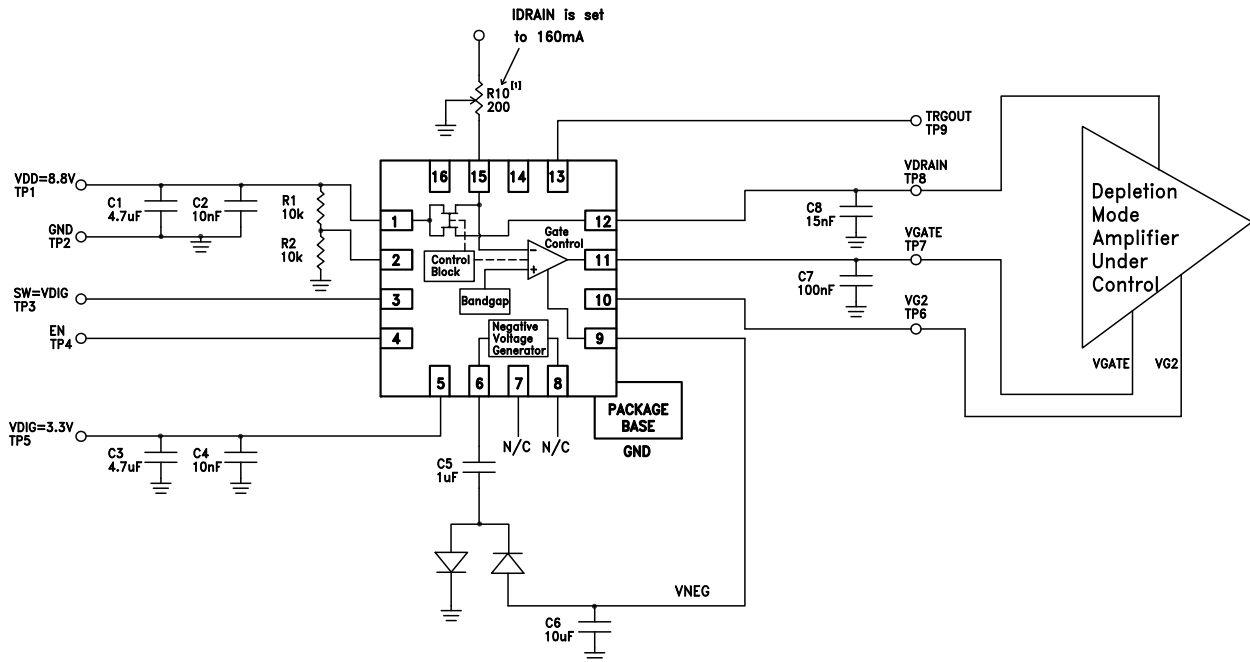 IDRAIN is set
to 160mA
R10[1]
200
TRGOUT
TP9
VDD=8.8V
TP1
C1
4.7uF
C2
10nF
R1
10k
GND
TP2
R2
10k
SW=VDIG
TP3
EN
TP4
VDIG=3.3V
TP5
C3
4.7uF
C4
10nF
16
15
14
13
1
2
3
4
12
11
10
9
5
6
7
8
Gate
Control
Control
Block
Bandgap
Negative
Voltage
Generator
−
+
PACKAGE
BASE
GND
N/C
N/C
C5
1uF
VNEG
C6
10uF
VDRAIN
TP8
C8
15nF
VGATE
TP7
C7
100nF
VG2
TP6
Depletion
Mode
Amplifier
Under
Control
VGATE
VG2